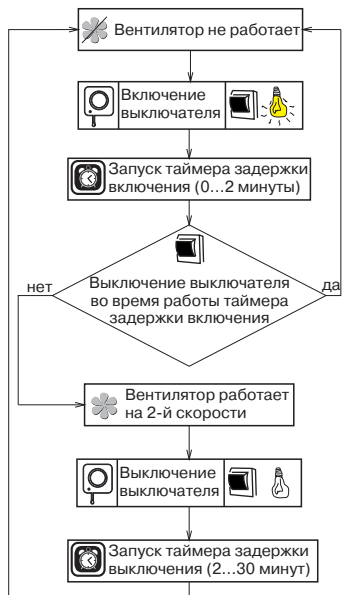 Вентилятор не работает
Включение
выключателя
Запуск таймера задержки
включения (0...2 минуты)
Выключение выключателя
во время работы таймера
задержки включения
нет
да
Вентилятор работает
на 2-й скорости
Выключение
выключателя
Запуск таймера задержки
выключения (2...30 минут)